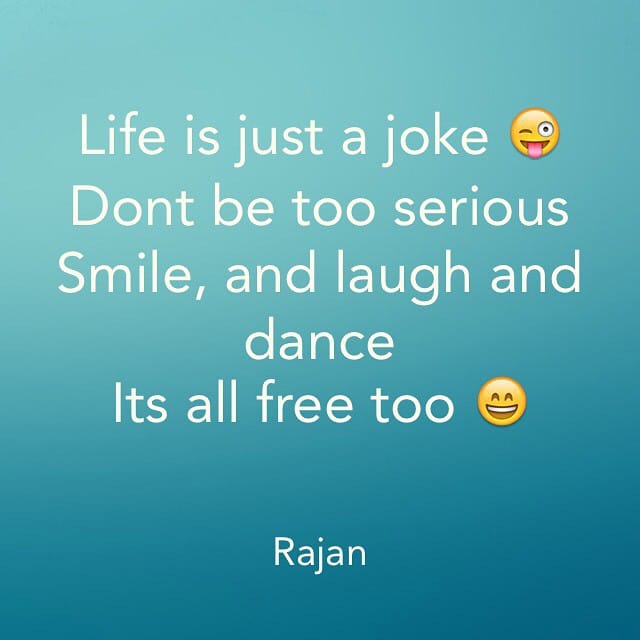 Life is just a joke 😜
Dont be too serious
Smile, and laugh and
dance
Its all free too 😄
Rajan